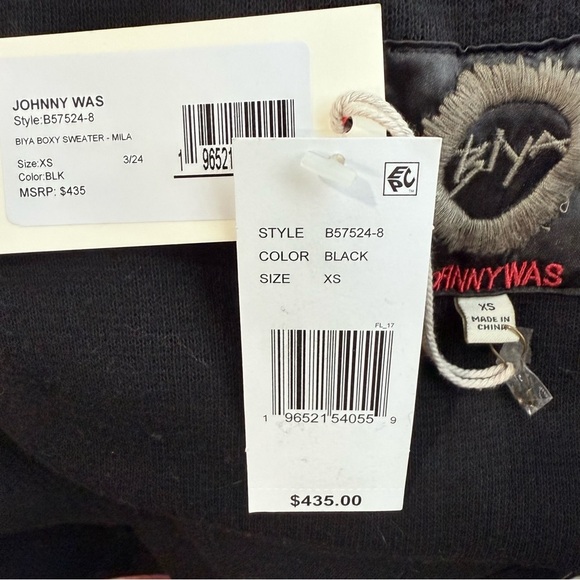 JOHNNY WAS
Style:B57524-8
BIYA BOXY SWEATER - MILA
Size:XS 3/24
Color:BLK
MSRP: $435
1 96521
EPC
STYLE B57524-8
COLOR BLACK
SIZE XS
FL_17
1 96521 54055 9
$435.00
BIYA
OHNNYWAS
XS
MADE IN
CHINA